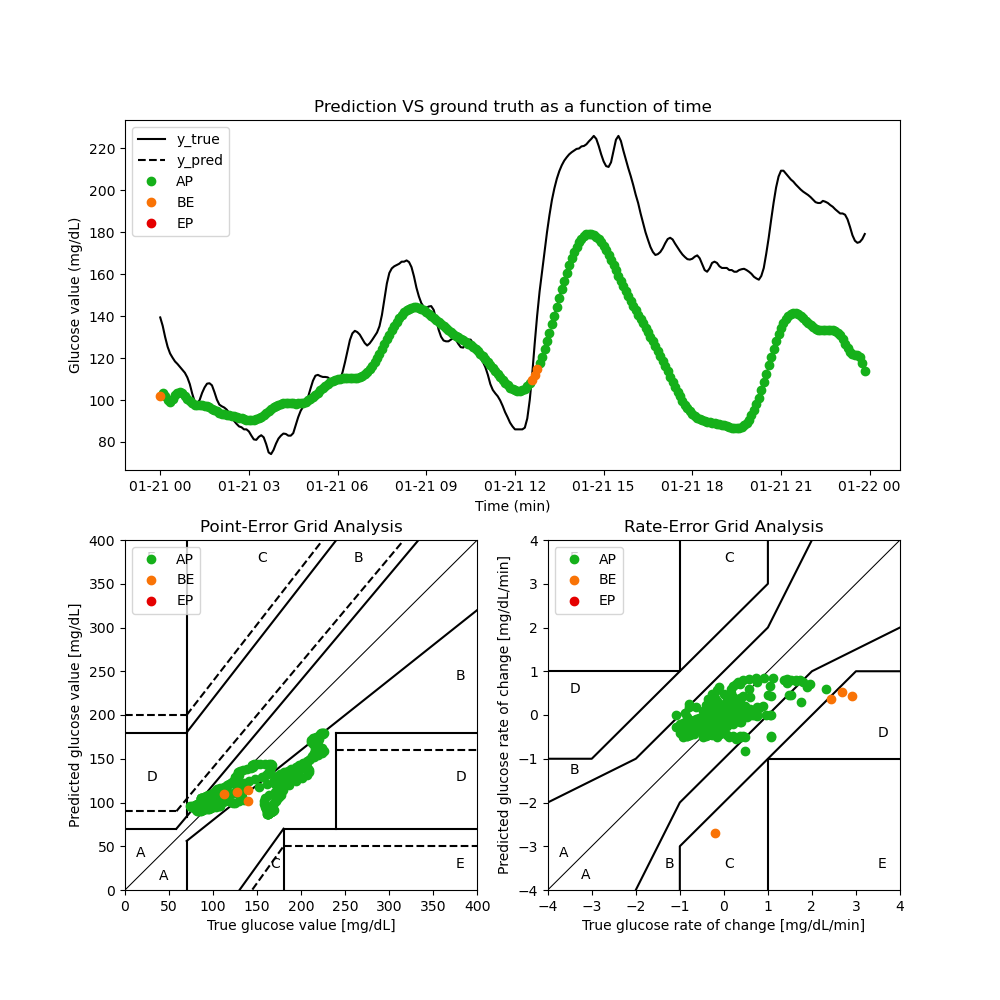 Prediction VS ground truth as a function of time
Glucose value (mg/dL)
220
200
180
160
140
120
100
80
y_true
y_pred
AP
BE
EP
01-21 00 01-21 03 01-21 06 01-21 09 01-21 12 01-21 15 01-21 18 01-21 21 01-22 00
Time (min)
Point-Error Grid Analysis
Predicted glucose value [mg/dL]
400
350
300
250
200
150
100
50
0
AP
BE
EP
C
B
B
D
D
A
A
C
E
0 50 100 150 200 250 300 350 400
True glucose value [mg/dL]
Rate-Error Grid Analysis
Predicted glucose rate of change [mg/dL/min]
4
3
2
1
0
−1
−2
−3
−4
AP
BE
EP
C
D
D
B
A
A
B
C
E
−4 −3 −2 −1 0 1 2 3 4
True glucose rate of change [mg/dL/min]